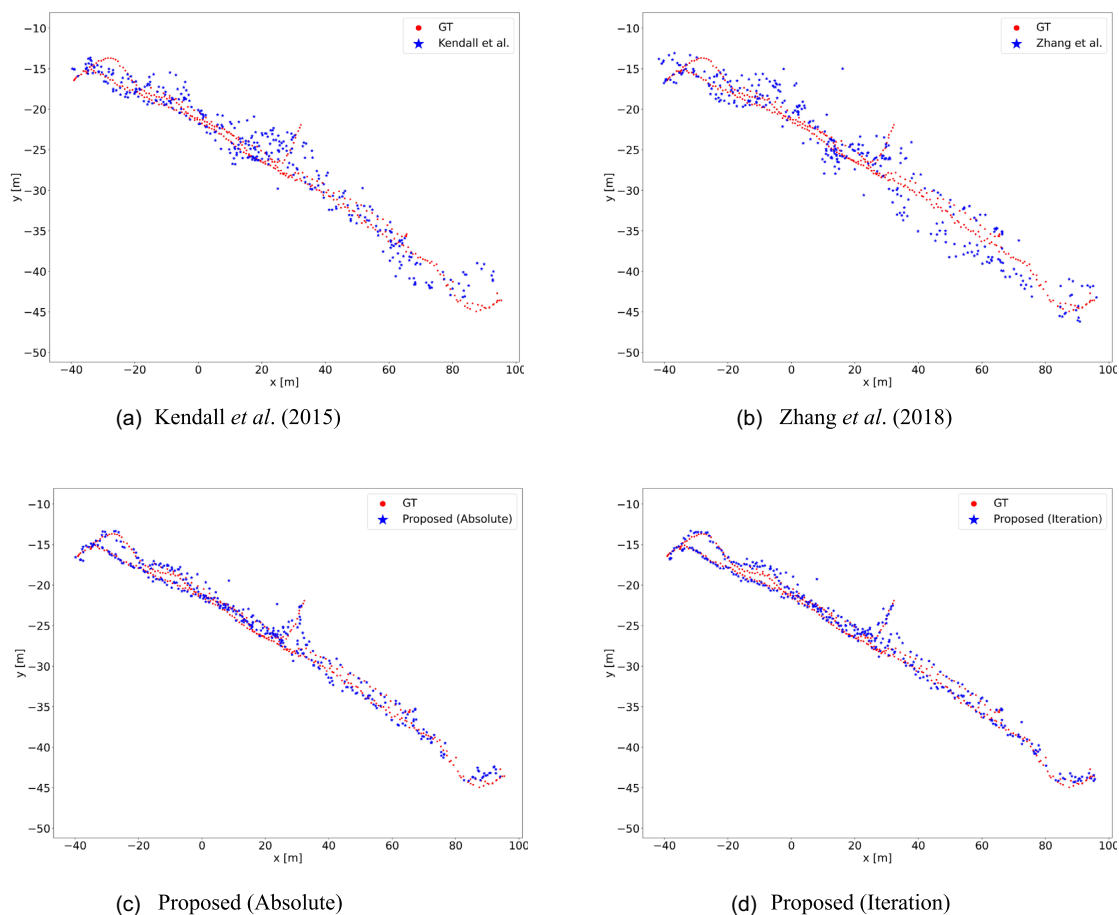 GT
Kendall et al.
−10
−15
−20
−25
−30
−35
−40
−45
−50
y [m]
−40 −20 0 20 40 60 80 100
x [m]
(a) Kendall et al. (2015)
GT
Zhang et al.
−10
−15
−20
−25
−30
−35
−40
−45
−50
y [m]
−40 −20 0 20 40 60 80 100
x [m]
(b) Zhang et al. (2018)
GT
Proposed (Absolute)
−10
−15
−20
−25
−30
−35
−40
−45
−50
y [m]
−40 −20 0 20 40 60 80 100
x [m]
(c) Proposed (Absolute)
GT
Proposed (Iteration)
−10
−15
−20
−25
−30
−35
−40
−45
−50
y [m]
−40 −20 0 20 40 60 80 100
x [m]
(d) Proposed (Iteration)